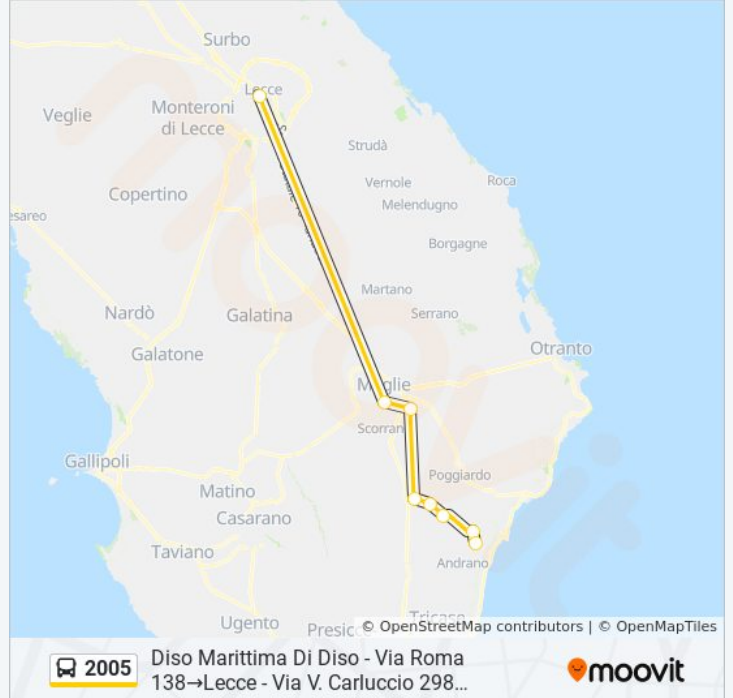 Surbo
Lecce
Monteroni
di Lecce
Veglie
Strudà
Vernole
Roca
Copertino
Melendugno
esareo
Borgagne
Martano
Nardò
Galatina
Serrano
Galatone
Otranto
Maglie
Scorran
Gallipoli
Poggiardo
Matino
Casarano
Taviano
Andrano
Ugento
Presicc
Tricase
© OpenStreetMap contributors | © OpenMapTiles
2005
Diso Marittima Di Diso - Via Roma
138→Lecce - Via V. Carluccio 298…
moovit